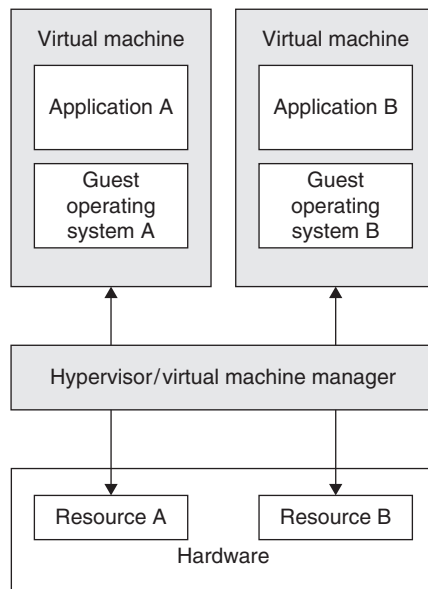 Virtual machine
Application A
Guest
operating
system A
Virtual machine
Application B
Guest
operating
system B
Hypervisor/virtual machine manager
Resource A
Resource B
Hardware